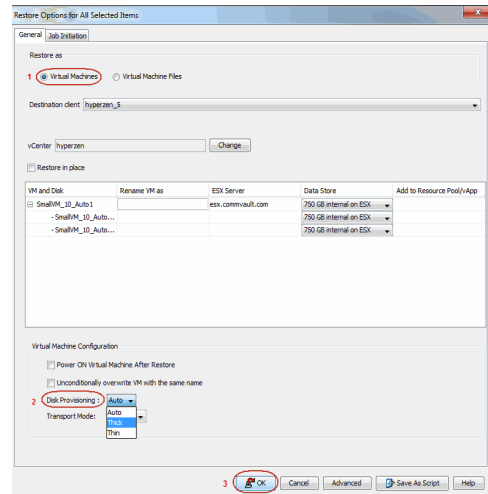 Restore Options for All Selected Items
General Job Initiation
Restore as
1 Virtual Machines Virtual Machine Files
Destination client hyperzen_5
vCenter hyperzen Change
Restore in place
VM and Disk Rename VM as ESX Server Data Store Add to Resource Pool/vApp
SmallVM_10_Auto1 esx.commvault.com 750 GB internal on ESX
-SmallVM_10_Auto... 750 GB internal on ESX
-SmallVM_10_Auto... 750 GB internal on ESX
Virtual Machine Configuration
Power ON Virtual Machine After Restore
Unconditionally overwrite VM with the same name
2 Disk Provisioning : Auto
Auto
Transport Mode: Thick
Thin
3 OK Cancel Advanced Save As Script Help